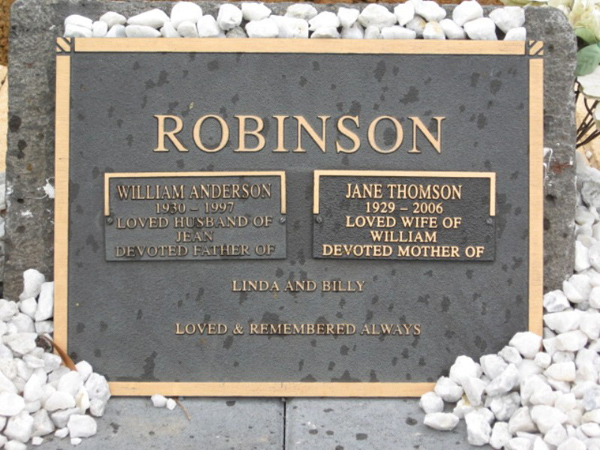 ROBINSON
WILLIAM ANDERSON
1930 – 1997
LOVED HUSBAND OF
JEAN
DEVOTED FATHER OF
JANE THOMSON
1929 – 2006
LOVED WIFE OF
WILLIAM
DEVOTED MOTHER OF
LINDA AND BILLY
LOVED & REMEMBERED ALWAYS